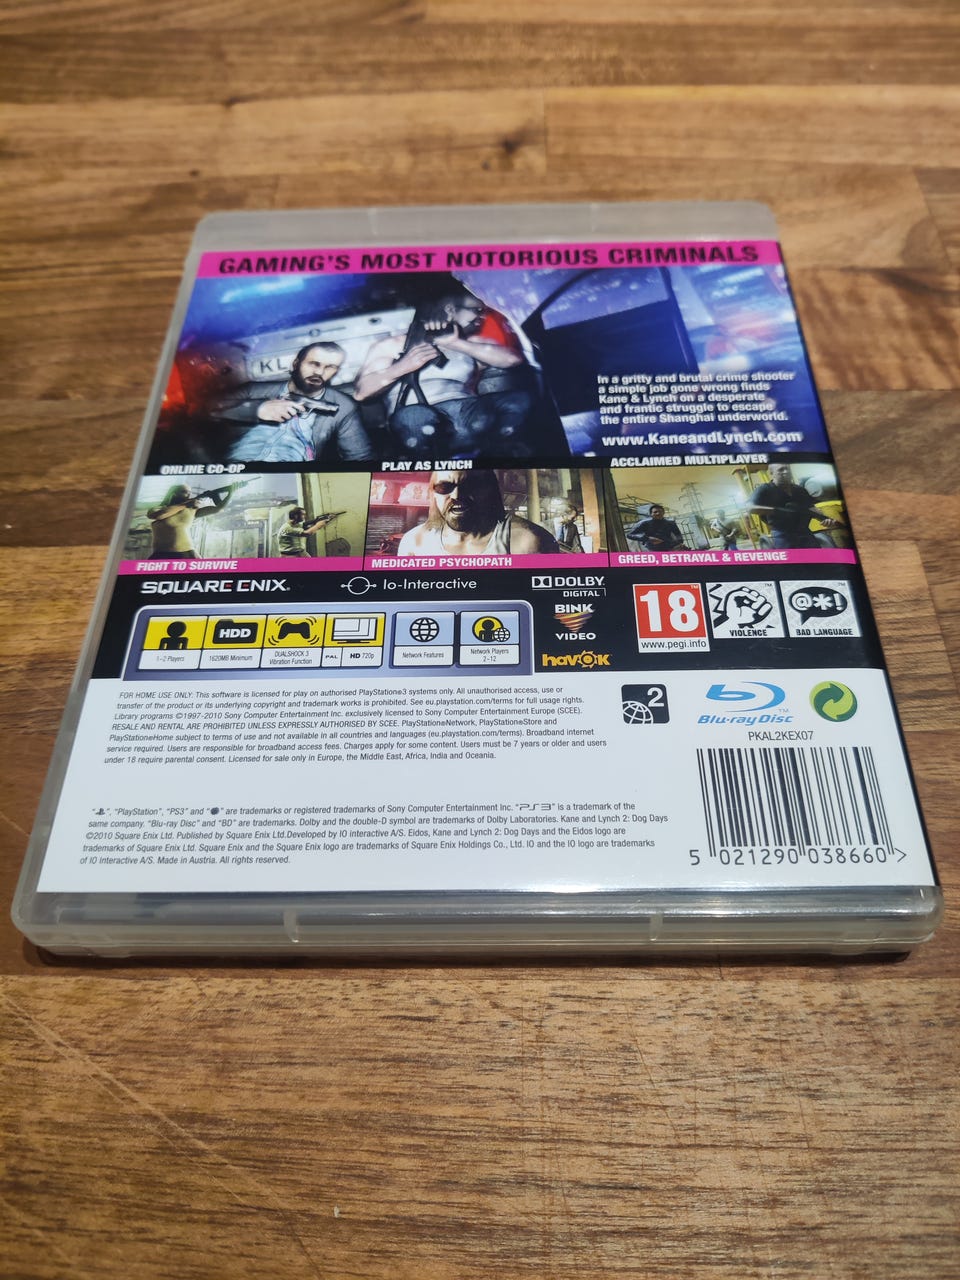 GAMING'S MOST NOTORIOUS CRIMINALS
KL
In a gritty and brutal crime shooter
a simple job gone wrong finds
Kane & Lynch on a desperate
and frantic struggle to escape
the entire Shanghai underworld.
www.KaneandLynch.com
ONLINE CO-OP
PLAY AS LYNCH
ACCLAIMED MULTIPLAYER
FIGHT TO SURVIVE
MEDICATED PSYCHOPATH
GREED, BETRAYAL & REVENGE
SQUARE ENIX®
Io-Interactive
DOLBY
DIGITAL
BINK
VIDEO
havok
18
www.pegi.info
VIOLENCE
@*!
BAD LANGUAGE
1-2 Players
HDD
1620MB Minimum
DUALSHOCK 3
Vibration Function
PAL
HD 720p
Network Features
Network Players
2-12
FOR HOME USE ONLY: This software is licensed for play on authorised PlayStation®3 systems only. All unauthorised access, use or
transfer of the product or its underlying copyright and trademark works is prohibited. See eu.playstation.com/terms for full usage rights.
Library programs ©1997-2010 Sony Computer Entertainment Inc. exclusively licensed to Sony Computer Entertainment Europe (SCEE).
RESALE AND RENTAL ARE PROHIBITED UNLESS EXPRESSLY AUTHORISED BY SCEE. PlayStation®Network, PlayStation®Store and
PlayStation®Home subject to terms of use and not available in all countries and languages (eu.playstation.com/terms). Broadband internet
service required. Users are responsible for broadband access fees. Charges apply for some content. Users must be 7 years or older and users
under 18 require parental consent. Licensed for sale only in Europe, the Middle East, Africa, India and Oceania.
2
Blu-ray Disc™
PKAL2KEX07
", "PlayStation", "PS3" and " " are trademarks or registered trademarks of Sony Computer Entertainment Inc. "PS3" is a trademark of the
same company. "Blu-ray Disc" and "BD" are trademarks. Dolby and the double-D symbol are trademarks of Dolby Laboratories. Kane and Lynch 2: Dog Days
©2010 Square Enix Ltd. Published by Square Enix Ltd.Developed by IO interactive A/S. Eidos, Kane and Lynch 2: Dog Days and the Eidos logo are
trademarks of Square Enix Ltd. Square Enix and the Square Enix logo are trademarks of Square Enix Holdings Co., Ltd. IO and the IO logo are trademarks
of IO Interactive A/S. Made in Austria. All rights reserved.
5 021290 038660 >